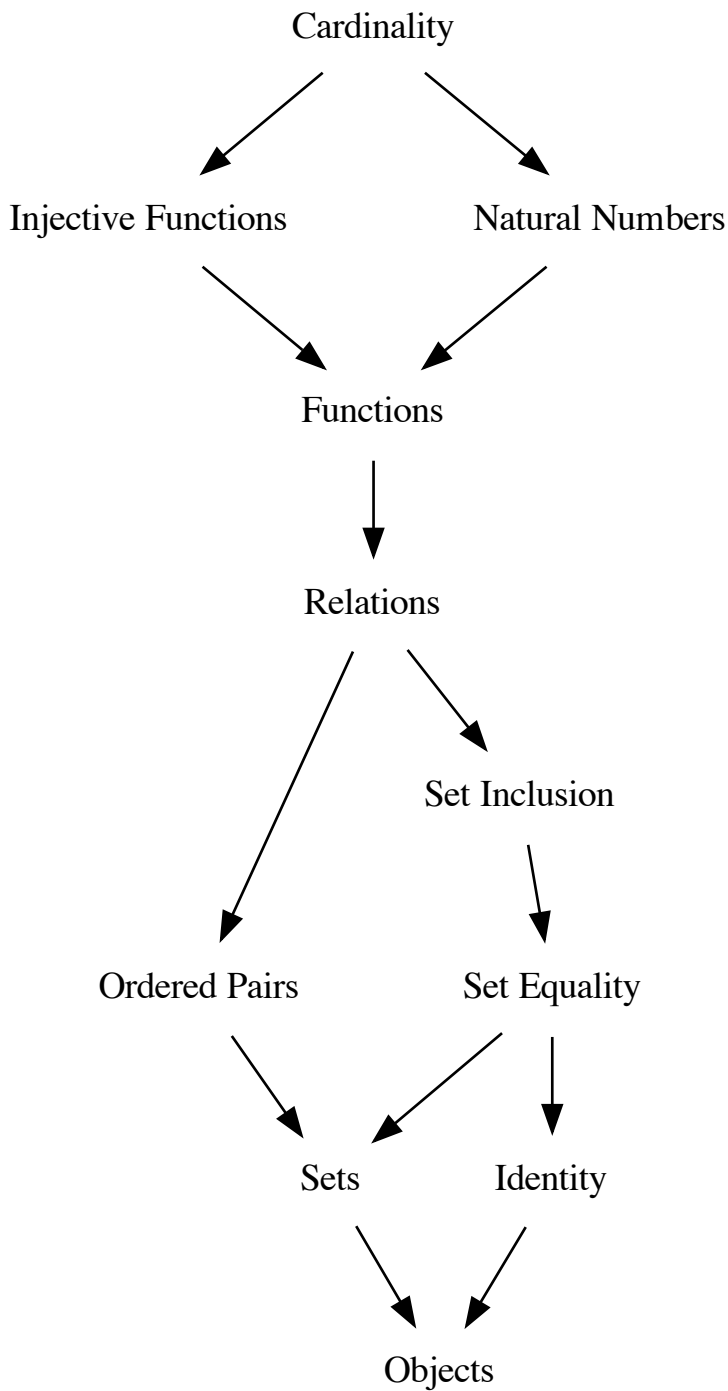 Cardinality
Injective Functions
Natural Numbers
Functions
Relations
Set Inclusion
Ordered Pairs
Set Equality
Sets
Identity
Objects